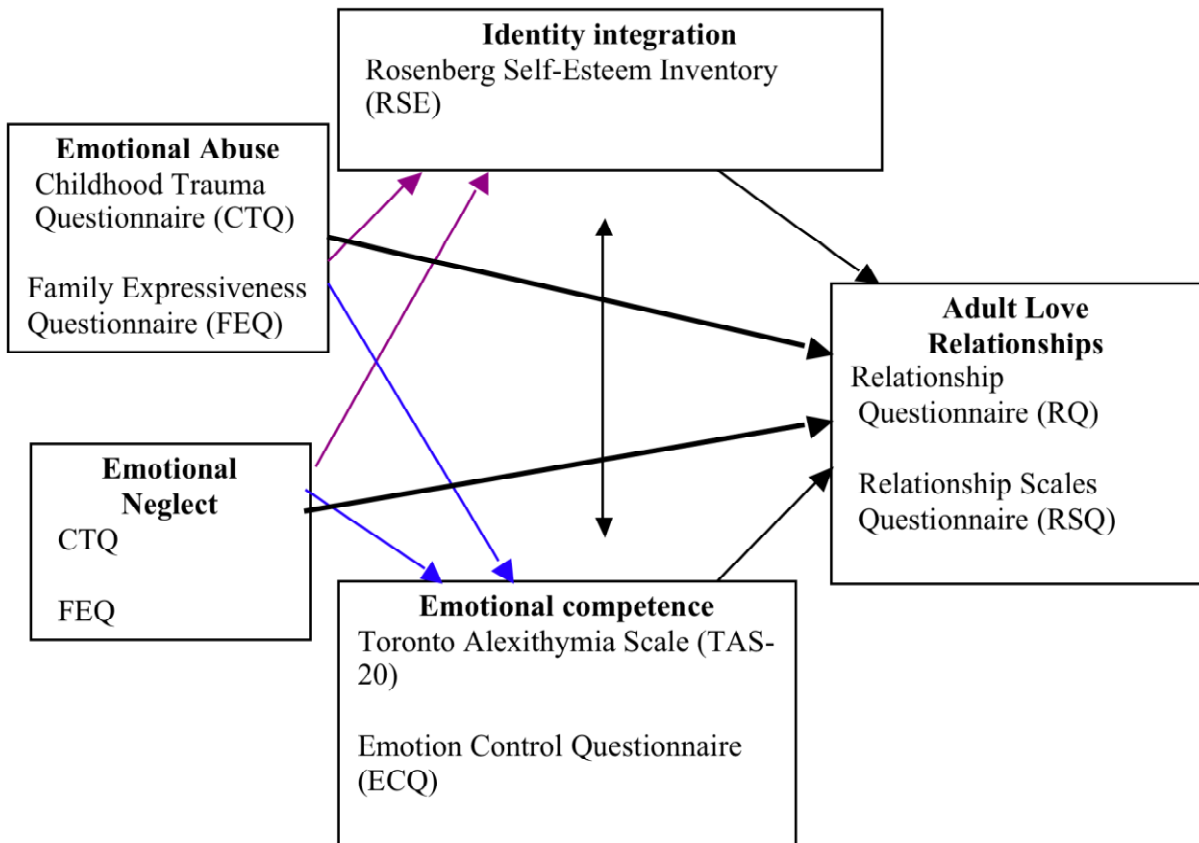 Identity integration
Rosenberg Self-Esteem Inventory
(RSE)
Emotional Abuse
Childhood Trauma
Questionnaire (CTQ)
Family Expressiveness
Questionnaire (FEQ)
Adult Love
Relationships
Relationship
Questionnaire (RQ)
Relationship Scales
Questionnaire (RSQ)
Emotional
Neglect
CTQ
FEQ
Emotional competence
Toronto Alexithymia Scale (TAS-
20)
Emotion Control Questionnaire
(ECQ)